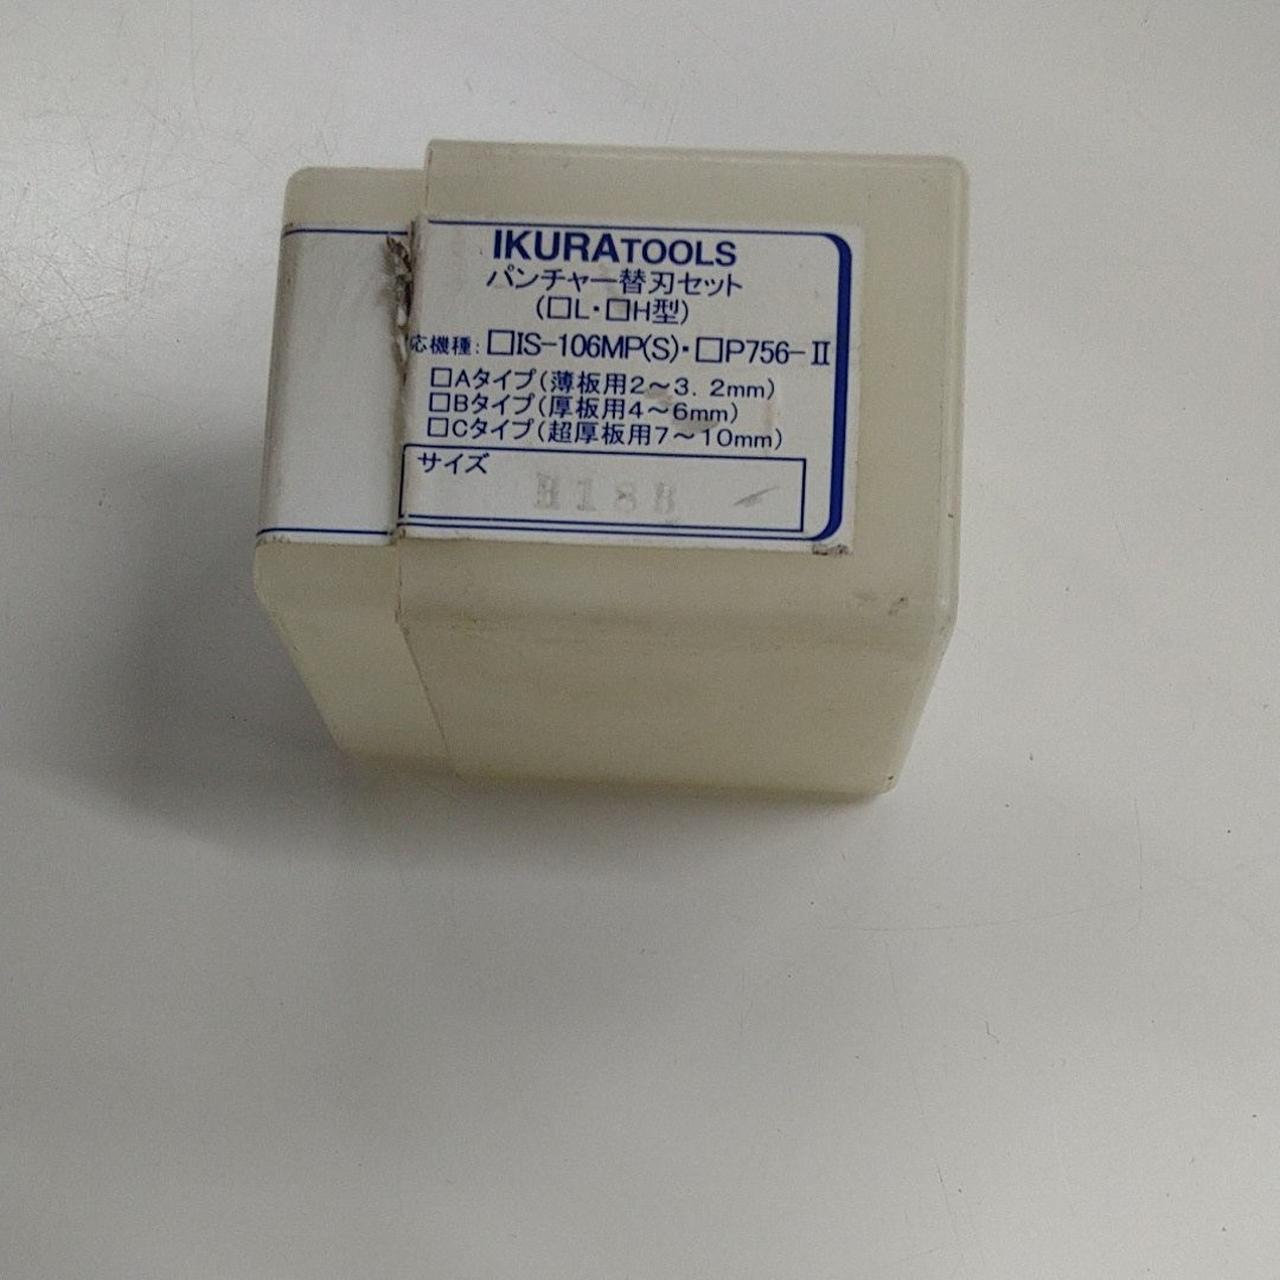 IKURATOOLS
パンチャー替刃セット
(□L・□H型)
応機種: □IS-106MP(S)・□P756-II
□Aタイプ(薄板用2～3.2mm)
□Bタイプ(厚板用4～6mm)
□Cタイプ(超厚板用7～10mm)
サイズ
H18B